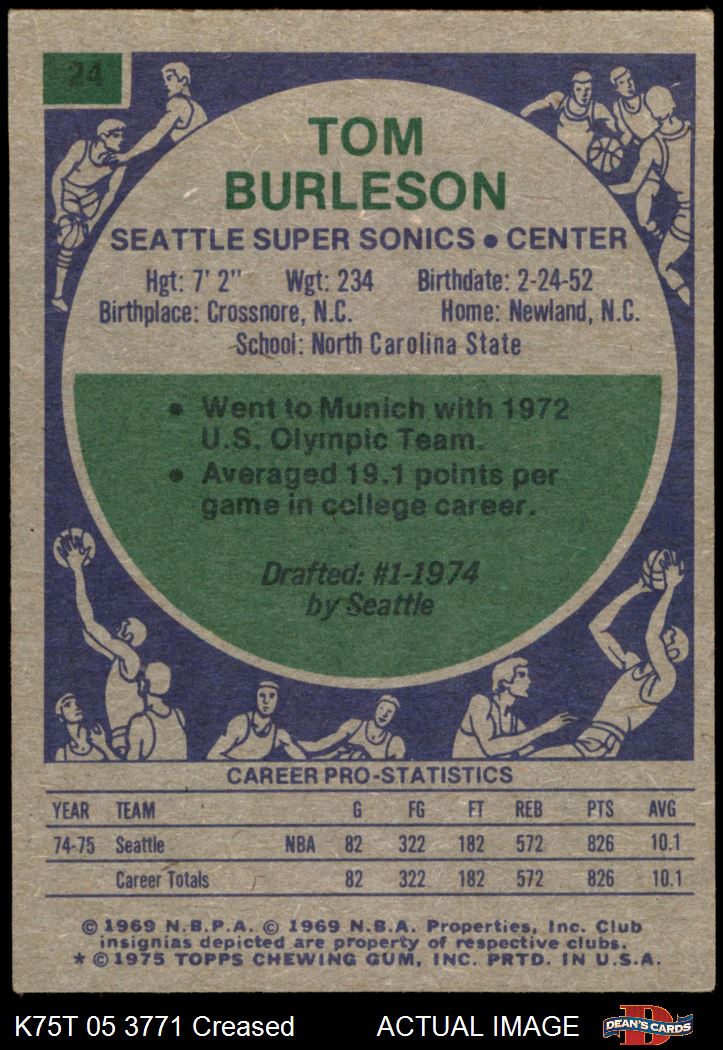 24
TOM
BURLESON
SEATTLE SUPER SONICS • CENTER
Hgt: 7' 2" Wgt: 234 Birthdate: 2-24-52
Birthplace: Crossnore, N.C. Home: Newland, N.C.
School: North Carolina State
• Went to Munich with 1972
U.S. Olympic Team.
• Averaged 19.1 points per
game in college career.
Drafted: #1-1974
by Seattle
CAREER PRO-STATISTICS
YEAR TEAM G FG FT REB PTS AVG
74-75 Seattle NBA 82 322 182 572 826 10.1
Career Totals 82 322 182 572 826 10.1
© 1969 N.B.P.A. © 1969 N.B.A. Properties, Inc. Club
insignias depicted are property of respective clubs.
* © 1975 TOPPS CHEWING GUM, INC. PRTD. IN U.S.A.
K75T 05 3771 Creased ACTUAL IMAGE D DEAN'S CARDS